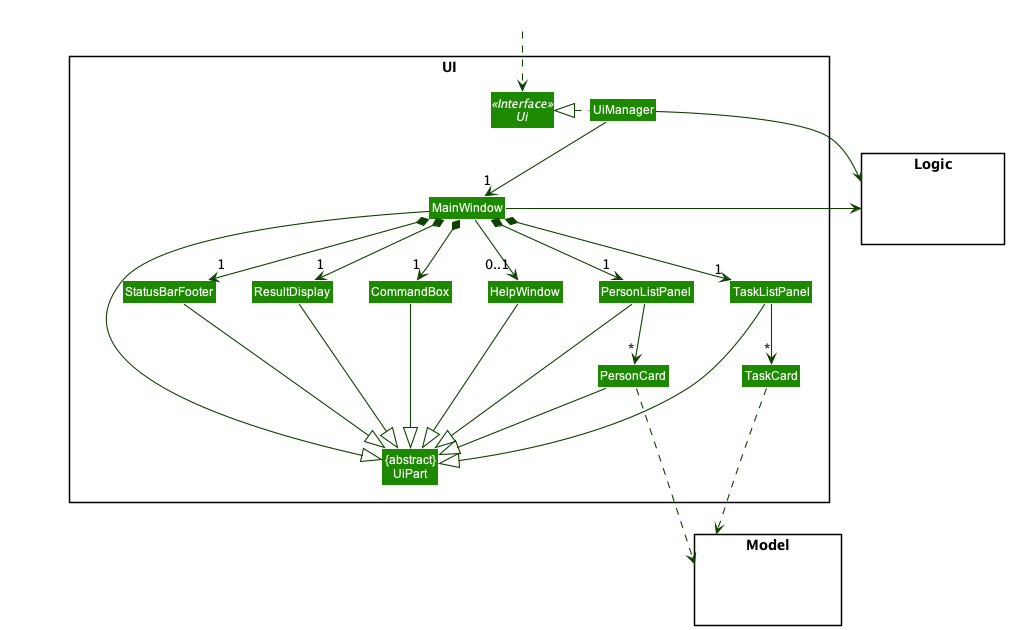 UI
«Interface»
Ui
UiManager
Logic
1
MainWindow
1
1
1
0..1
1
1
StatusBarFooter
ResultDisplay
CommandBox
HelpWindow
PersonListPanel
TaskListPanel
*
*
PersonCard
TaskCard
{abstract}
UiPart
Model